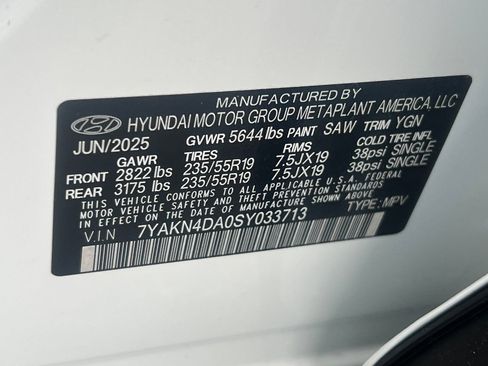 MANUFACTURED BY
HYUNDAI MOTOR GROUP METAPLANT AMERICA, LLC
JUN/2025 GVWR 5644 lbs PAINT SAW TRIM YGN
GAWR TIRES RIMS COLD TIRE INFL
FRONT 2822 lbs 235/55R19 7.5JX19 38psi SINGLE
REAR 3175 lbs 235/55R19 7.5JX19 38psi SINGLE
THIS VEHICLE CONFORMS TO ALL APPLICABLE U.S.A. FEDERAL
MOTOR VEHICLE SAFETY AND THEFT PREVENTION STANDARDS
IN EFFECT ON THE DATE OF MANUFACTURE SHOWN ABOVE.
V.I.N 7YAKN4DA0SY033713 TYPE: MPV